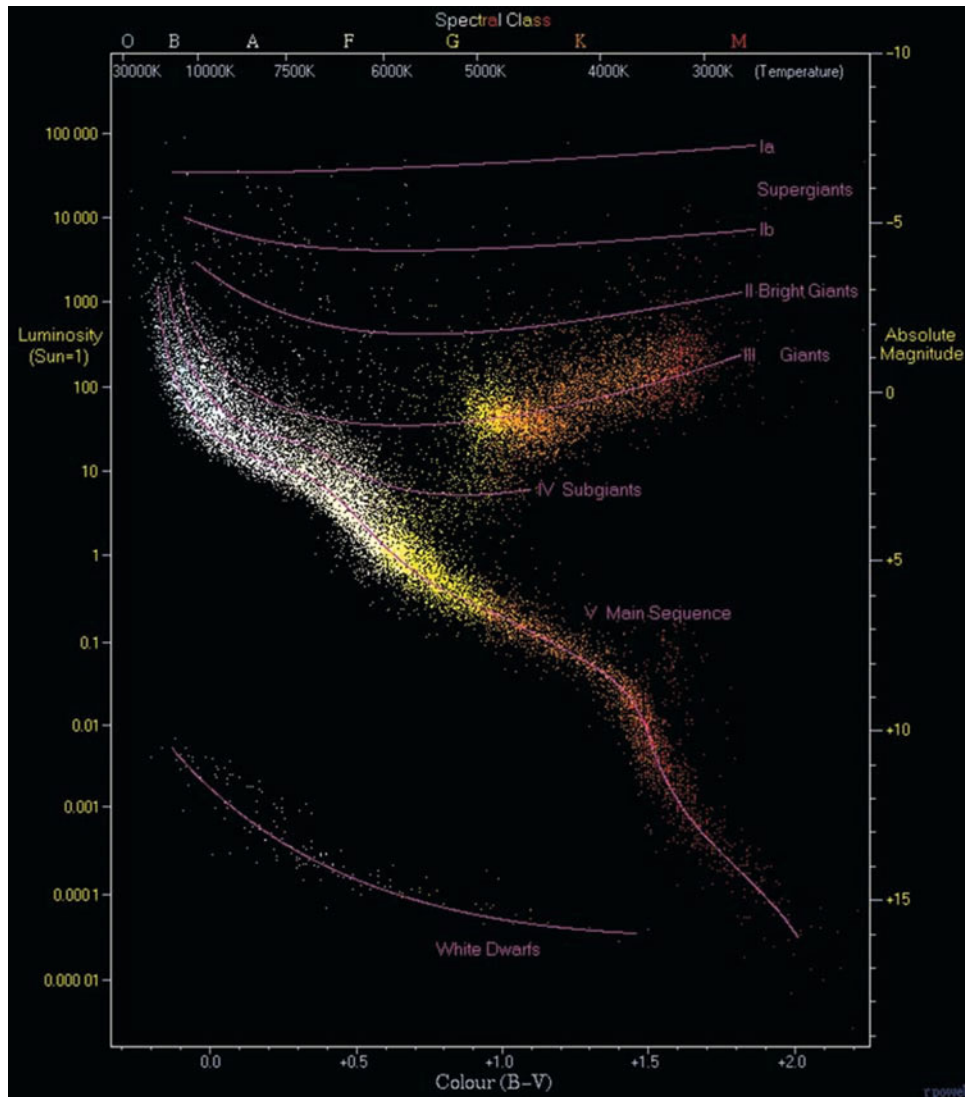 Spectral Class
O B A F G K M
30000K 10000K 7500K 6000K 5000K 4000K 3000K (Temperature)
-10
100 000
Ia
Supergiants
10 000
-5
Ib
1 000
II Bright Giants
Luminosity
(Sun=1)
Absolute
Magnitude
III Giants
100
0
10
IV Subgiants
1
+5
V Main Sequence
0.1
0.01
+10
0.001
0.0001
+15
White Dwarfs
0.000 01
0.0 +0.5 +1.0 +1.5 +2.0
Colour (B-V)